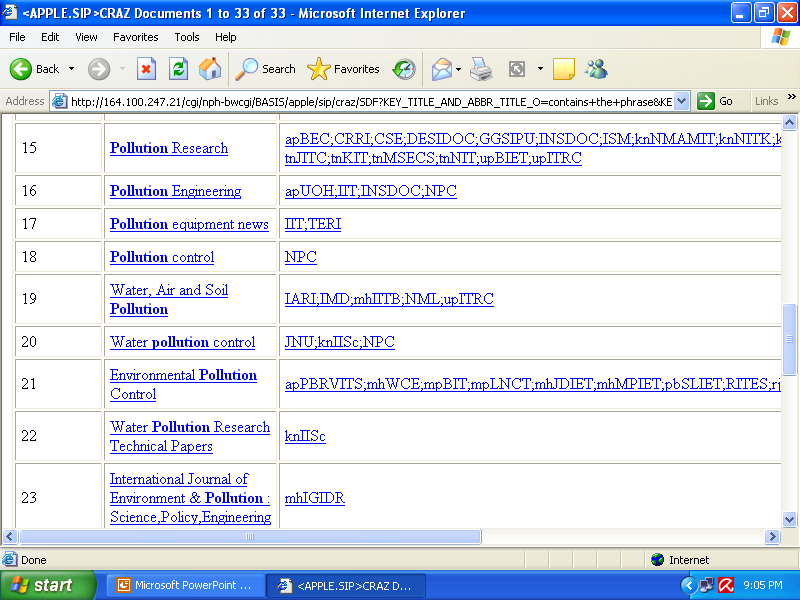 <APPLE.SIP>CRAZ Documents 1 to 33 of 33 - Microsoft Internet Explorer
File Edit View Favorites Tools Help
Back Search Favorites
Address http://164.100.247.21/cgi/nph-bwcgi/BASIS/apple/sip/craz/SDF?KEY_TITLE_AND_ABBR_TITLE_O=contains+the+phrase&KE Go Links »
15 Pollution Research apBEC;CRRI;CSE;DESIDOC;GGSIPU;INSDOC;ISM;knNMAMIT;knNITK;k
tnJITC;tnKIT;tnMSECS;tnNIT;upBIET;upITRC
16 Pollution Engineering apUOH;IIT;INSDOC;NPC
17 Pollution equipment news IIT;TERI
18 Pollution control NPC
19 Water, Air and Soil
Pollution IARI;IMD;mhIITB;NML;upITRC
20 Water pollution control JNU;knIISc;NPC
21 Environmental Pollution
Control apPBRVITS;mhWCE;mpBIT;mpLNCT;mhJDIET;mhMPIET;pbSLIET;RITES;rj
22 Water Pollution Research
Technical Papers knIISc
23 International Journal of
Environment & Pollution :
Science,Policy,Engineering mhIGIDR
Done Internet
start Microsoft PowerPoint ... <APPLE.SIP>CRAZ D... 9:05 PM